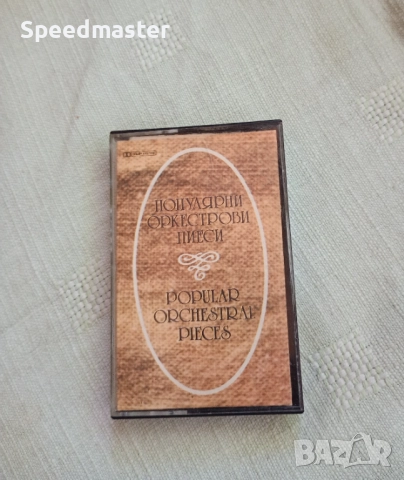 Speedmaster
ПОПУЛЯРНИ
ОРКЕСТРОВИ
ПИЕСИ
POPULAR
ORCHESTRAL
PIECES
BAZAR